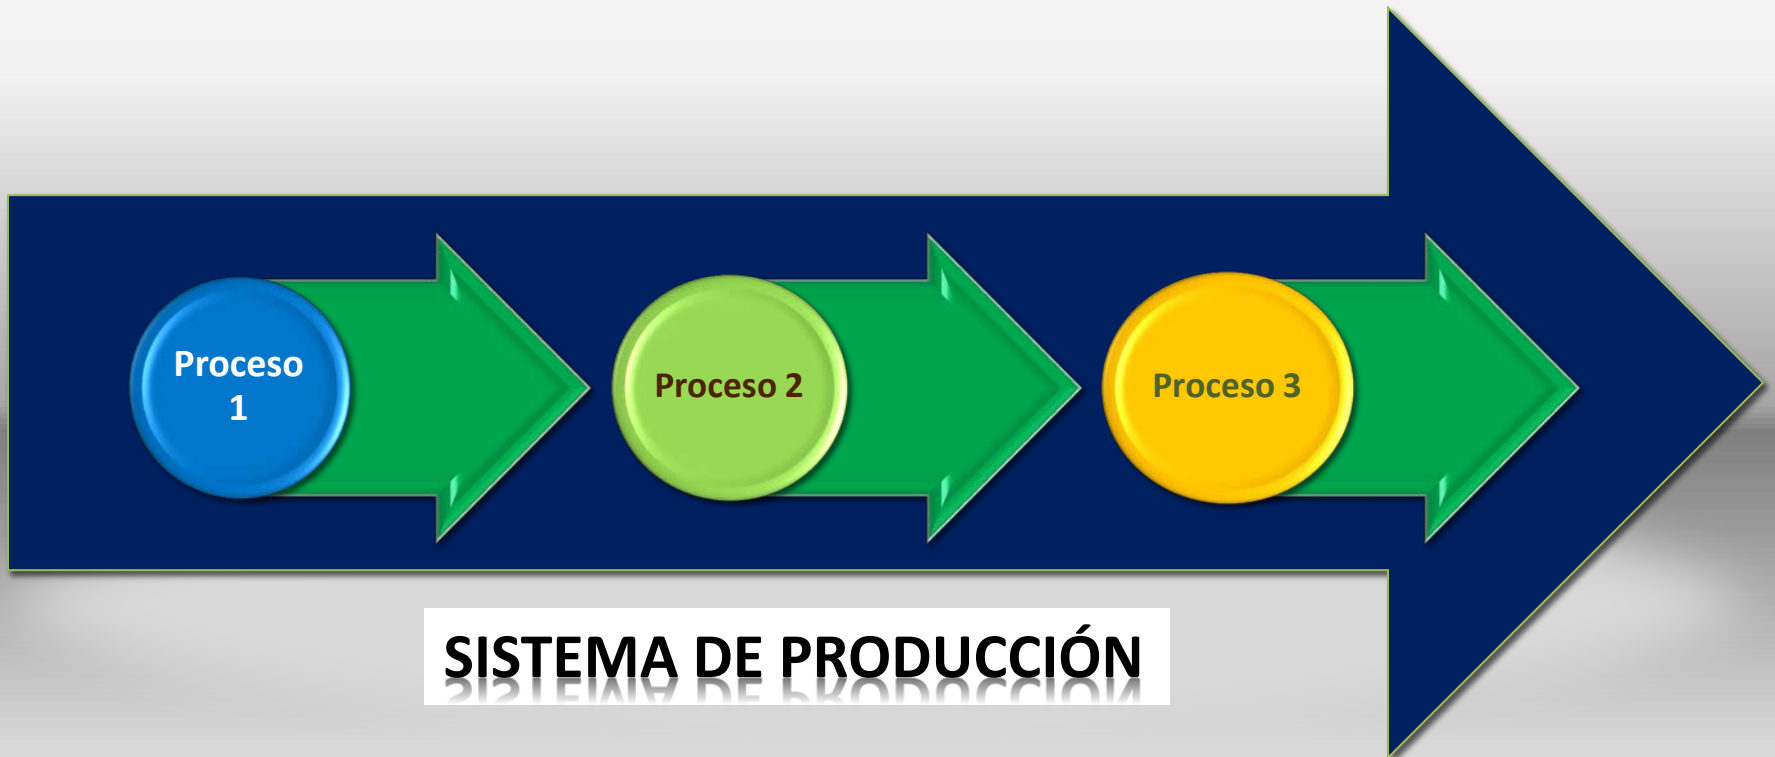 Proceso
1
Proceso 2
Proceso 3
SISTEMA DE PRODUCCIÓN